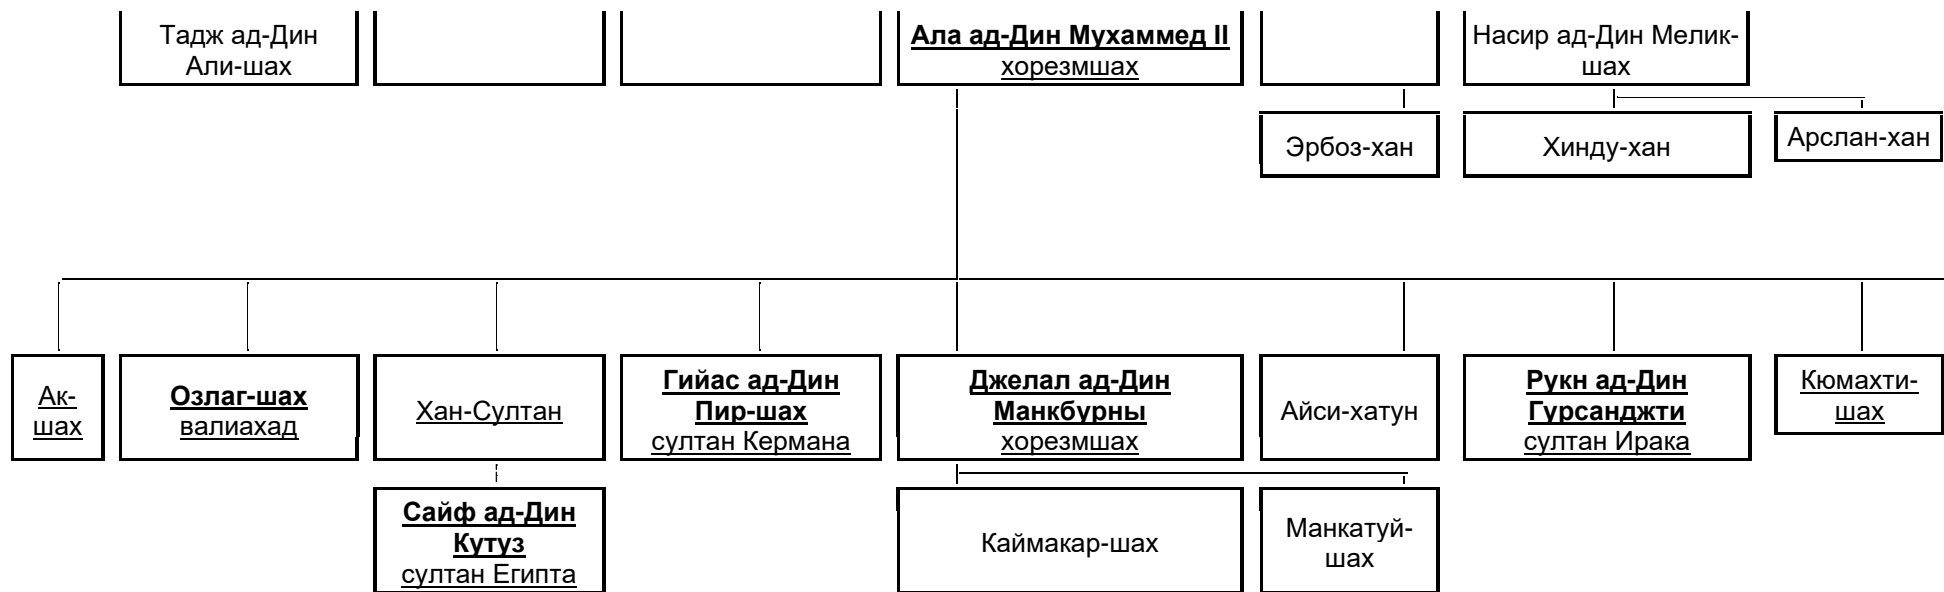 Тадж ад-Дин
Али-шах
Ала ад-Дин Мухаммед II
хорезмшах
Насир ад-Дин Мелик-
шах
Эрбоз-хан
Хинду-хан
Арслан-хан
Ак-
шах
Озлаг-шах
валиахад
Хан-Султан
Гийас ад-Дин
Пир-шах
султан Кермана
Джелал ад-Дин
Манкбурны
хорезмшах
Айси-хатун
Рукн ад-Дин
Гурсанджти
султан Ирака
Кюмахти-
шах
Сайф ад-Дин
Кутуз
султан Египта
Каймакар-шах
Манкатуй-
шах